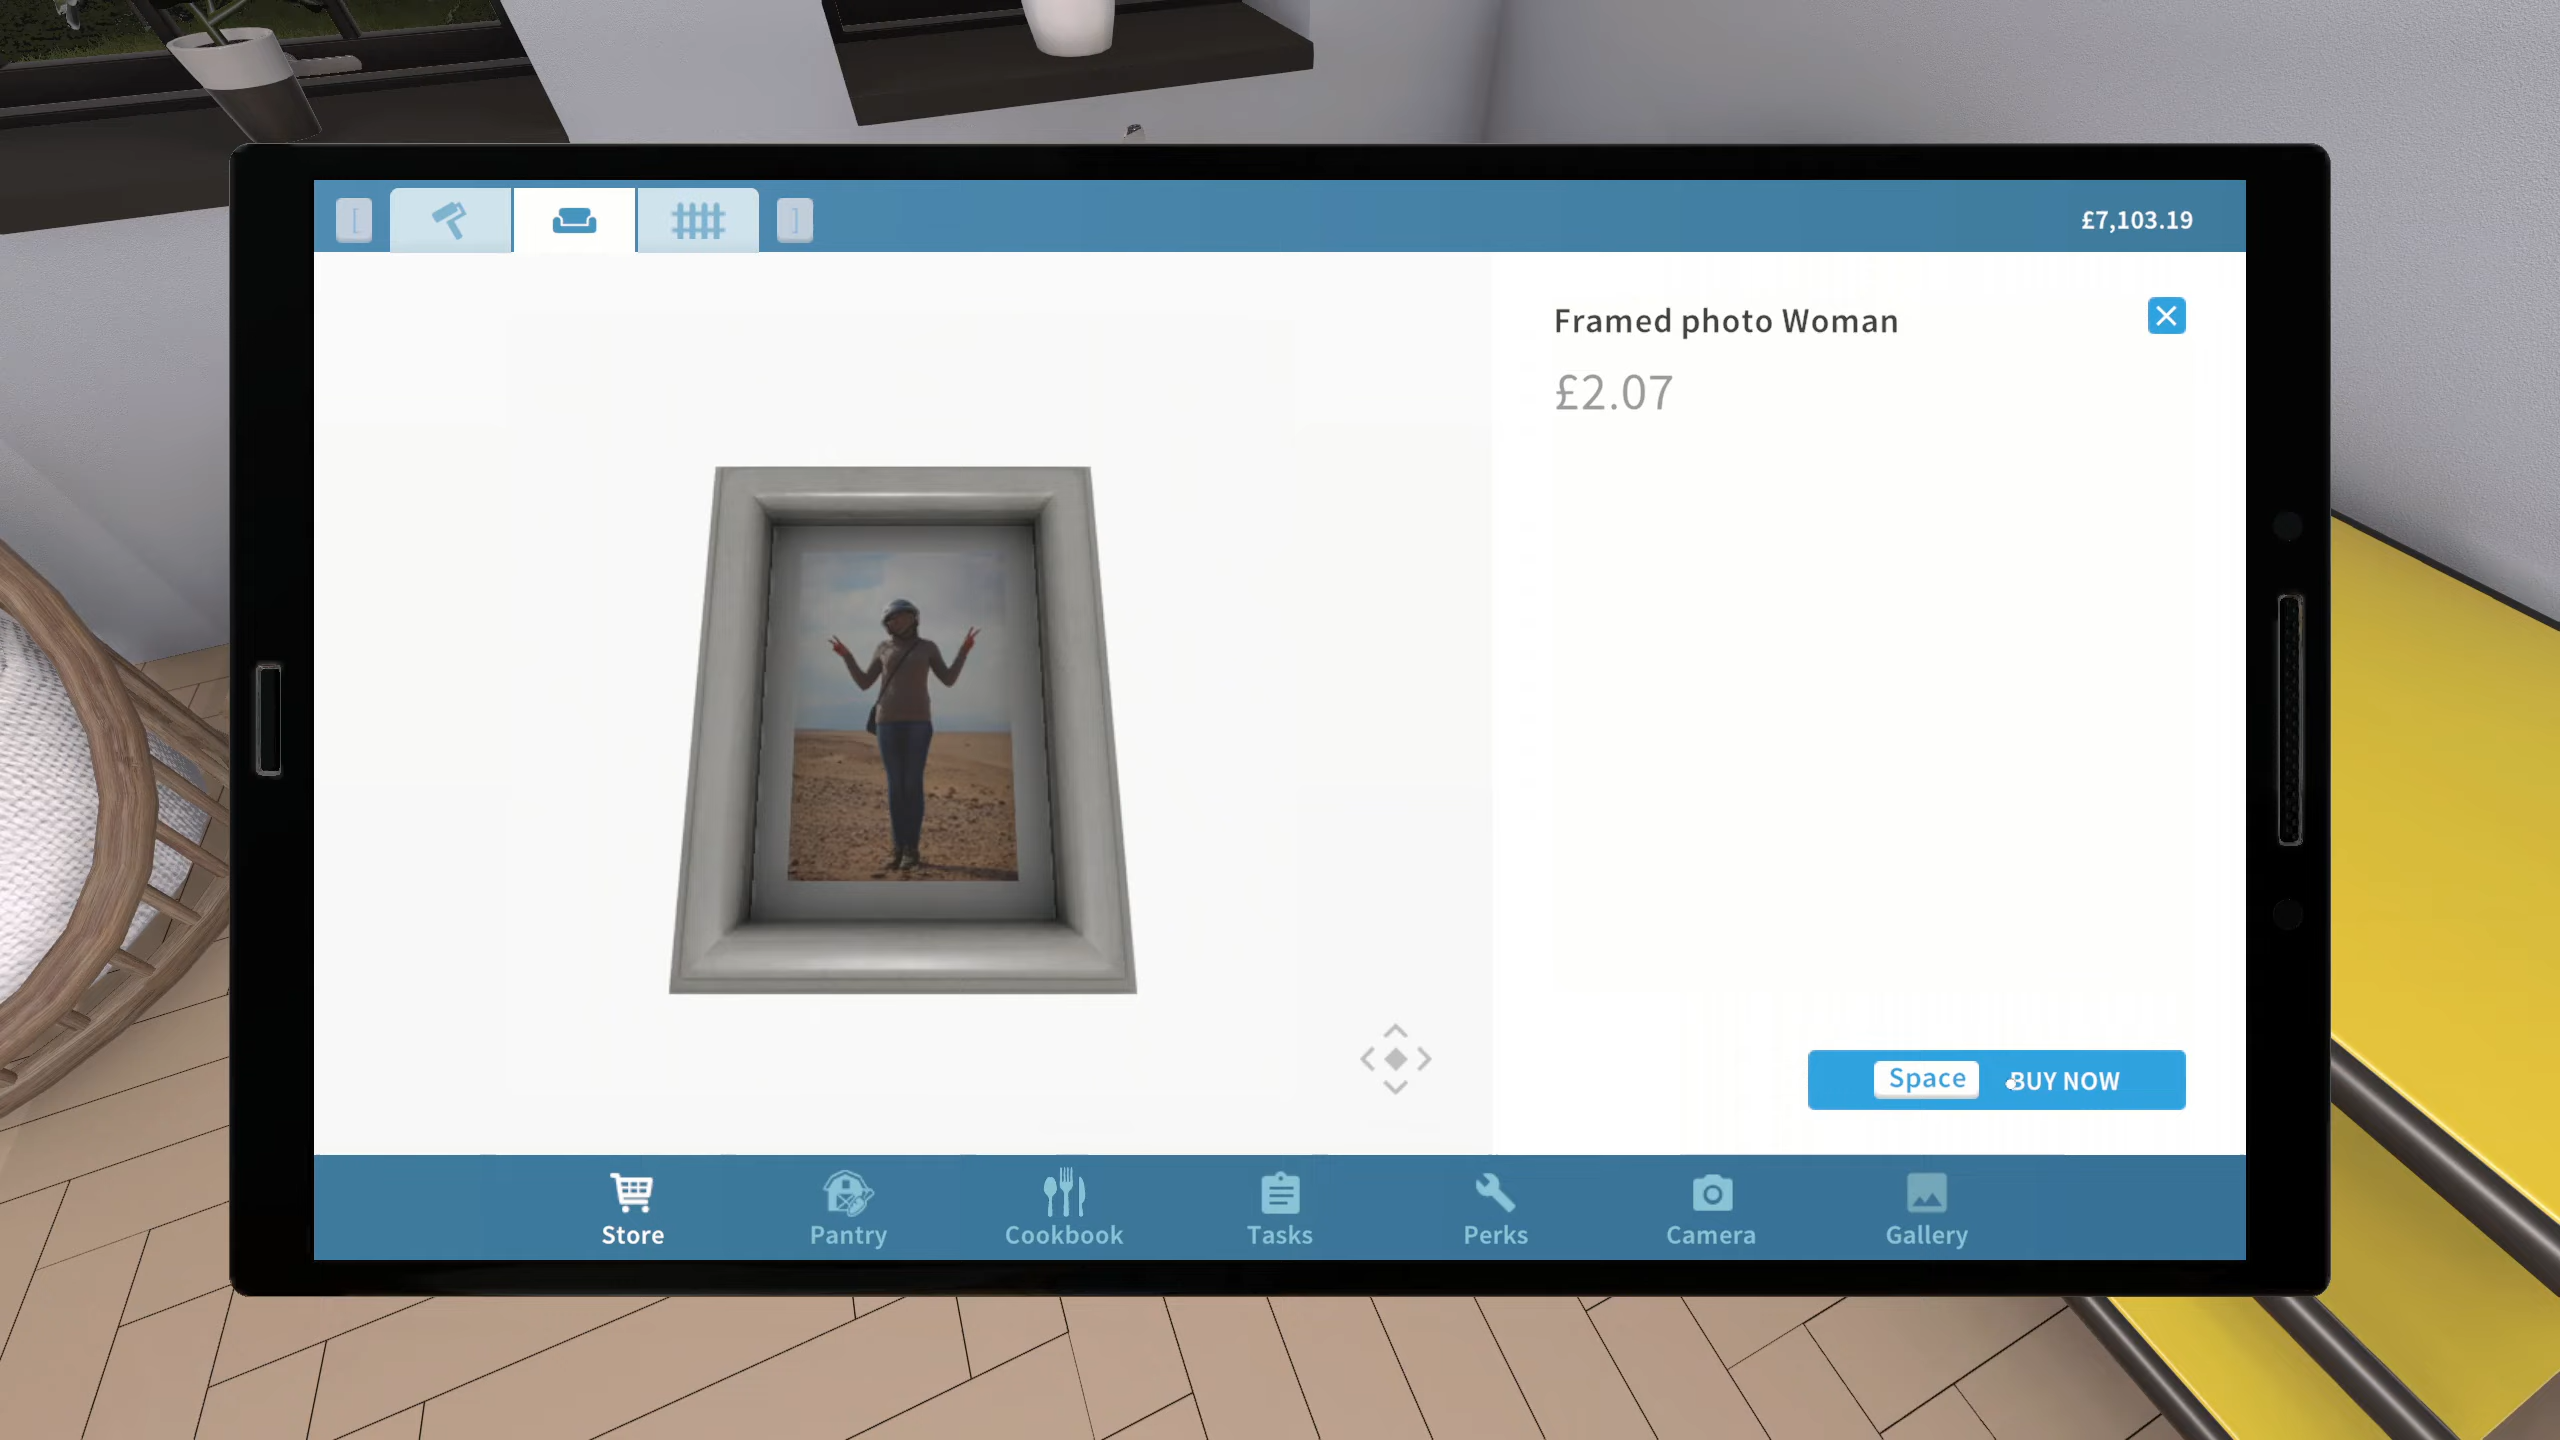 [
]
£7,103.19
Framed photo Woman
£2.07
Space
BUY NOW
Store
Pantry
Cookbook
Tasks
Perks
Camera
Gallery